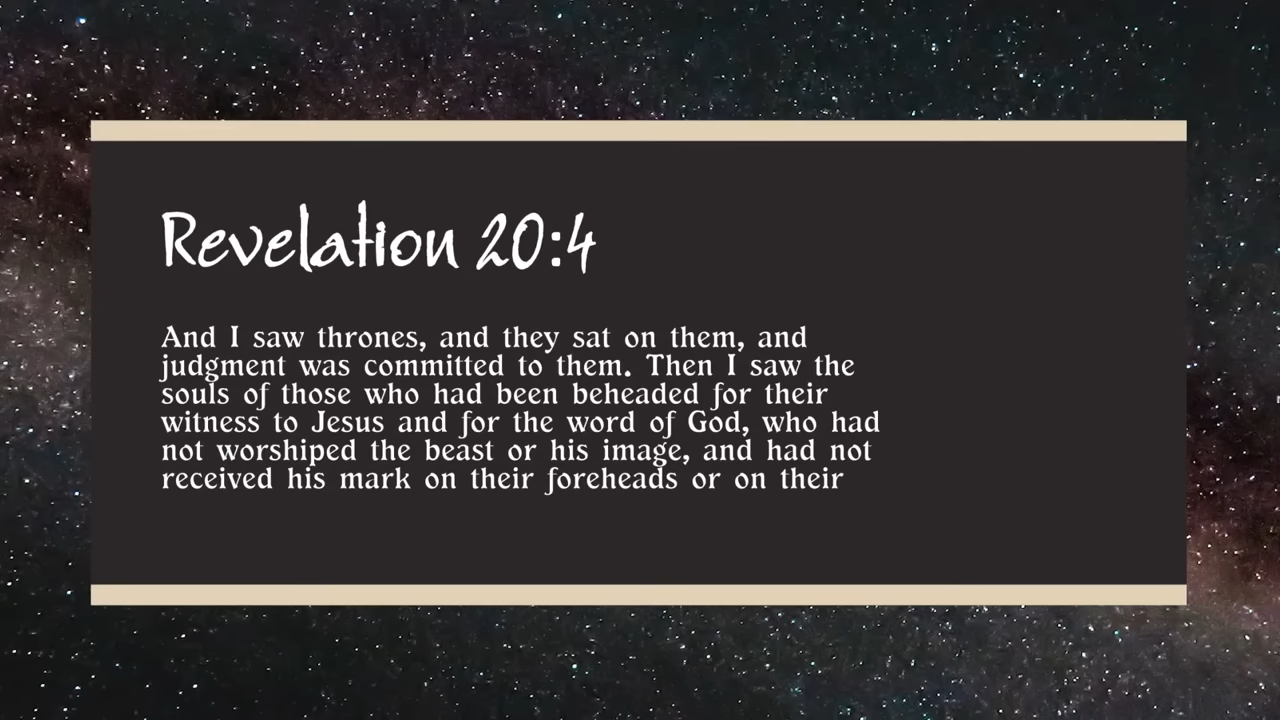 Revelation 20:4
And I saw thrones, and they sat on them, and
judgment was committed to them. Then I saw the
souls of those who had been beheaded for their
witness to Jesus and for the word of God, who had
not worshiped the beast or his image, and had not
received his mark on their foreheads or on their